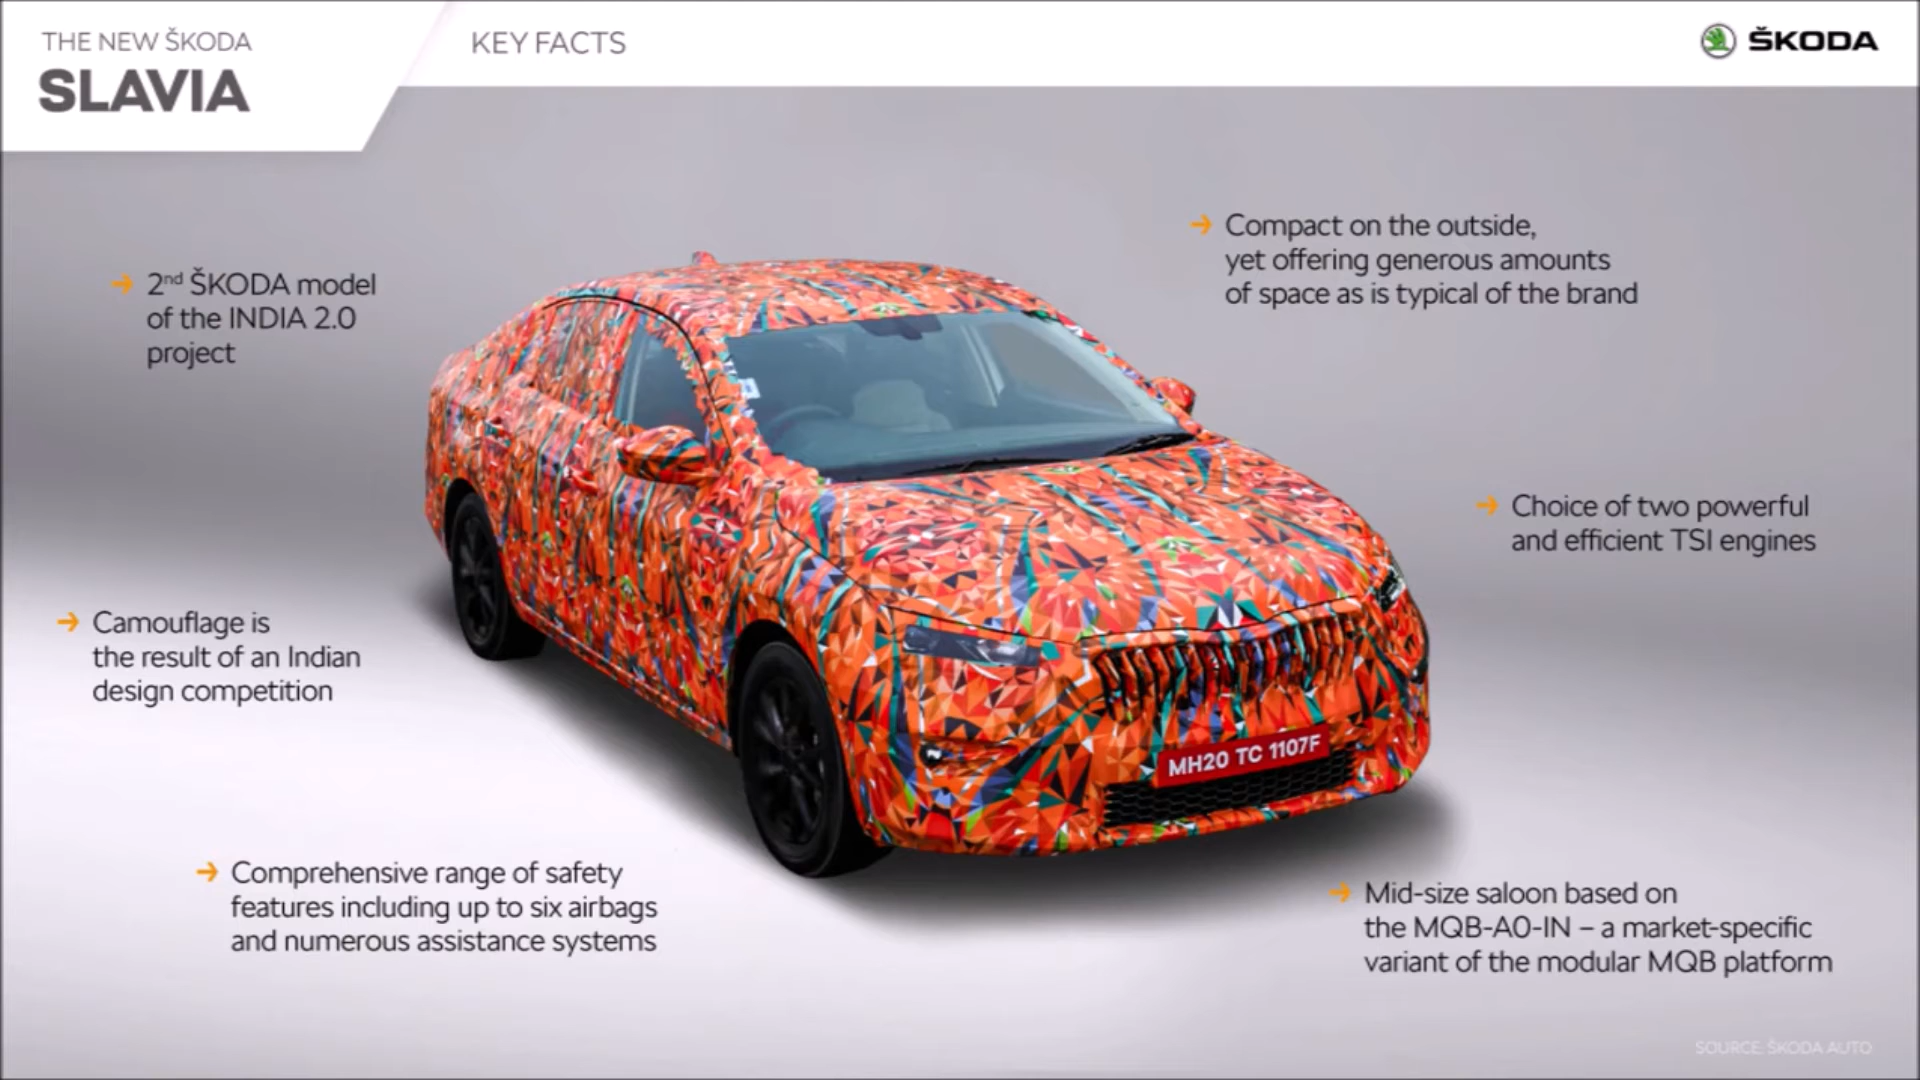 THE NEW ŠKODA
SLAVIA
KEY FACTS
ŠKODA
2nd ŠKODA model
of the INDIA 2.0
project
Compact on the outside,
yet offering generous amounts
of space as is typical of the brand
Choice of two powerful
and efficient TSI engines
Camouflage is
the result of an Indian
design competition
MH20 TC 1107F
Comprehensive range of safety
features including up to six airbags
and numerous assistance systems
Mid-size saloon based on
the MQB-A0-IN – a market-specific
variant of the modular MQB platform
SOURCE: ŠKODA AUTO